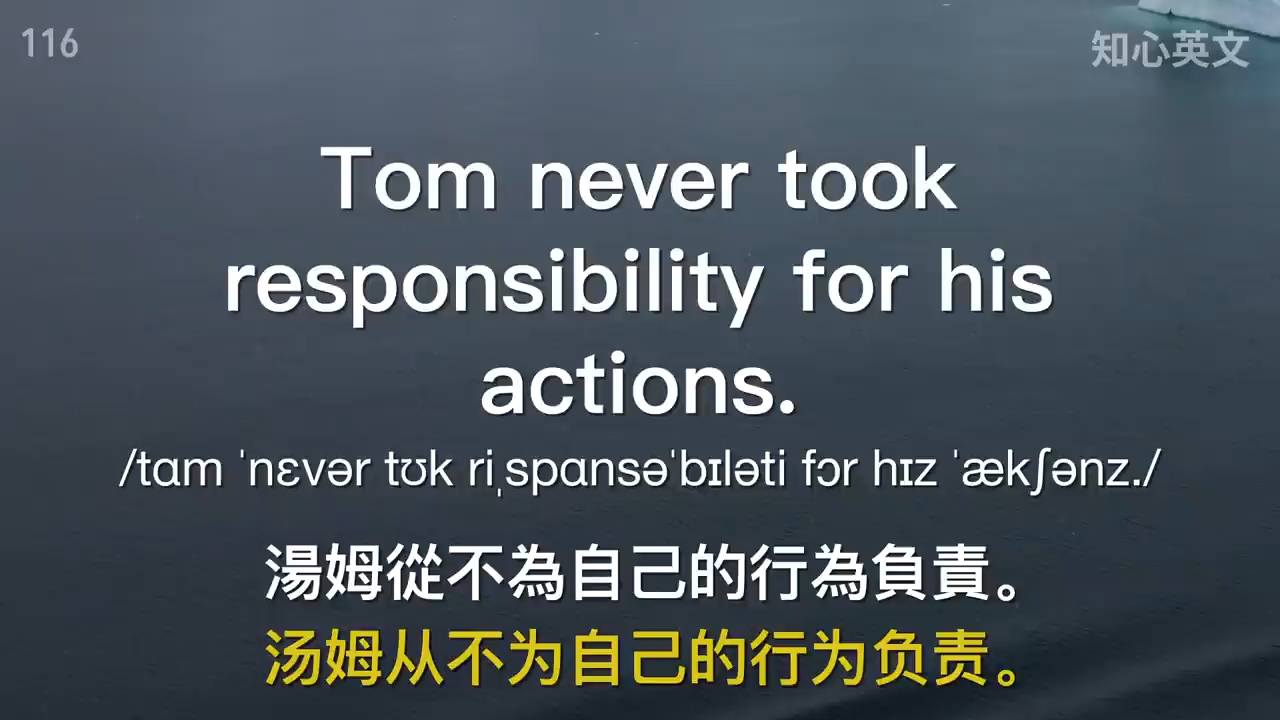 116
知心英文
Tom never took
responsibility for his
actions.
/tɑm ˈnɛvər tʊk riˌspɑnsəˈbɪləti fɔr hɪz ˈækʃənz./
湯姆從不為自己的行為負責。
汤姆从不为自己的行为负责。